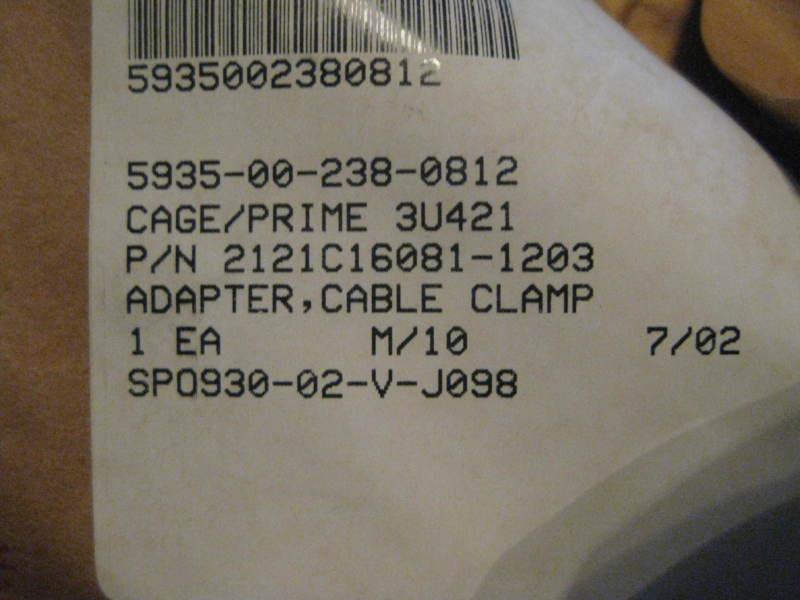 5935002380812
5935-00-238-0812
CAGE/PRIME 3U421
P/N 2121C16081-1203
ADAPTER,CABLE CLAMP
1 EA M/10 7/02
SPO930-02-V-J098